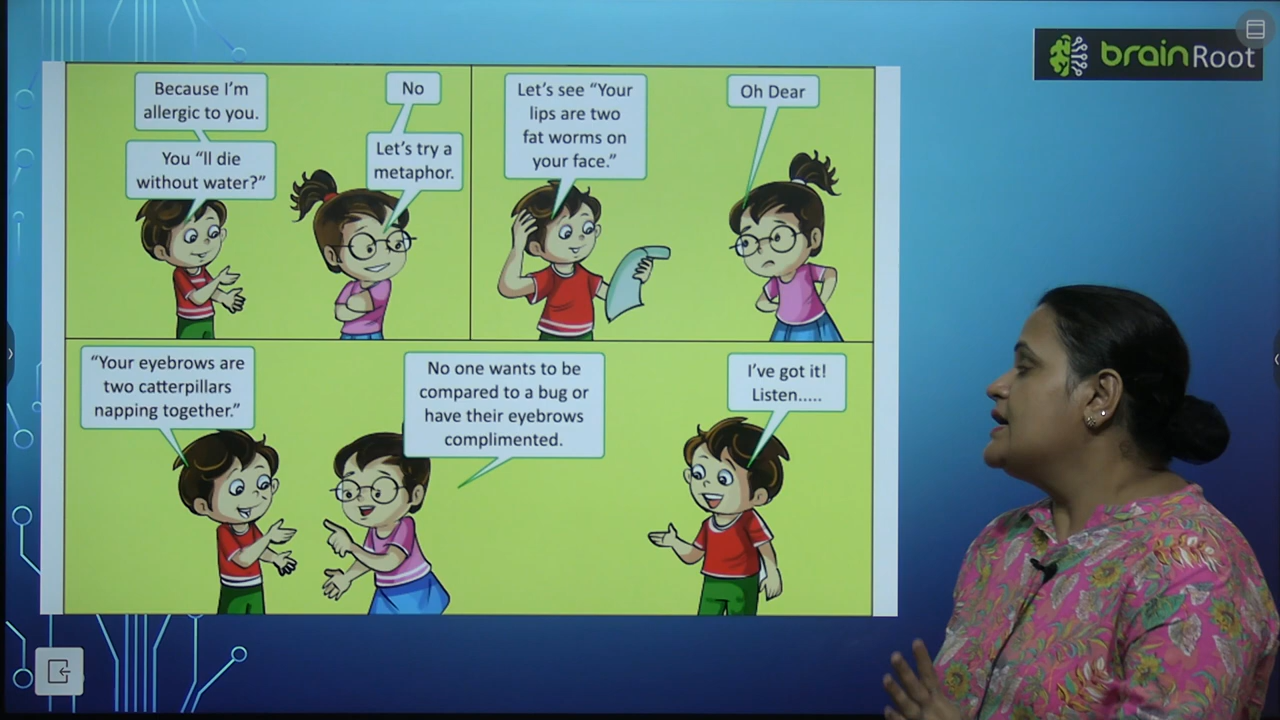 brainRoot
Because I'm
allergic to you.
You "ll die
without water?"
No
Let's try a
metaphor.
Let's see "Your
lips are two
fat worms on
your face."
Oh Dear
"Your eyebrows are
two catterpillars
napping together."
No one wants to be
compared to a bug or
have their eyebrows
complimented.
I've got it!
Listen.....